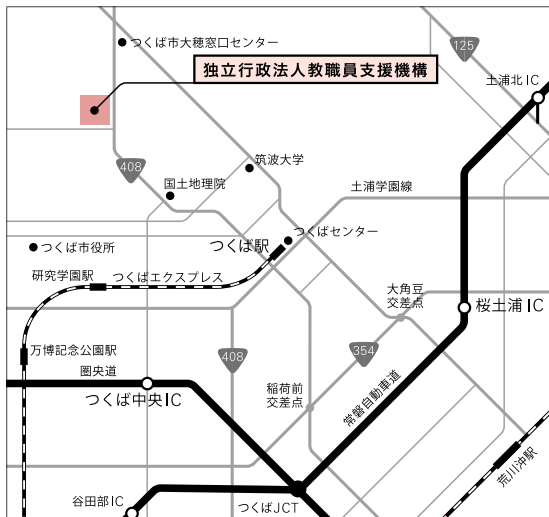 つくば市大穂窓口センター
125
独立行政法人教職員支援機構
土浦北IC
408
筑波大学
国土地理院
土浦学園線
つくば市役所
つくば駅
つくばセンター
研究学園駅
つくばエクスプレス
大角豆
交差点
桜土浦IC
万博記念公園駅
408
354
圏央道
稲荷前
交差点
つくば中央IC
常磐自動車道
荒川沖駅
谷田部IC
つくばJCT